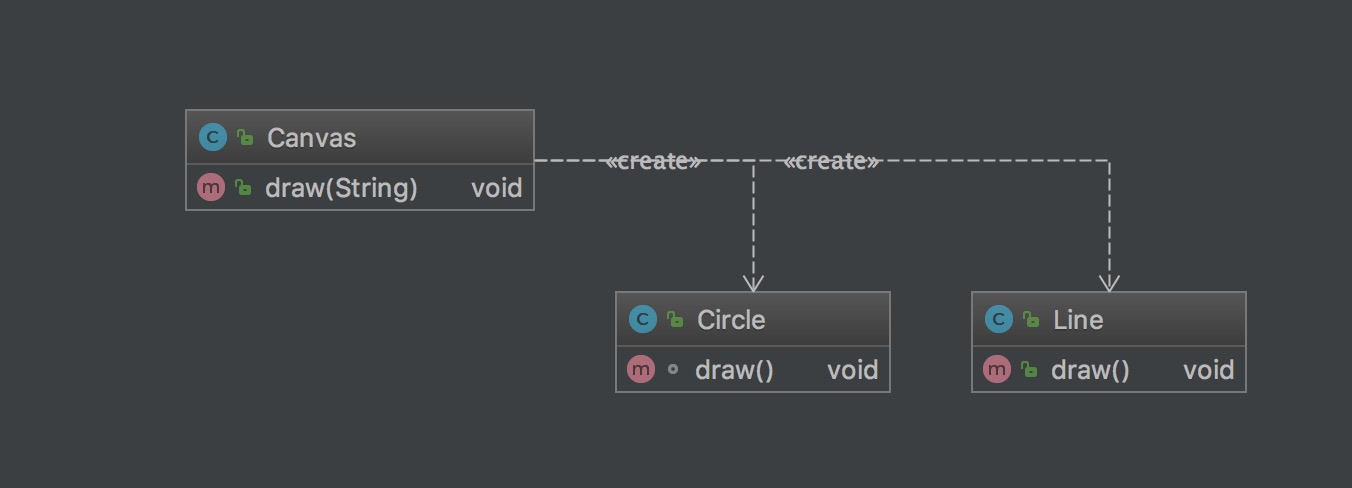 C Canvas
m draw(String) void
«create» «create»
C Circle
m draw() void
C Line
m draw() void